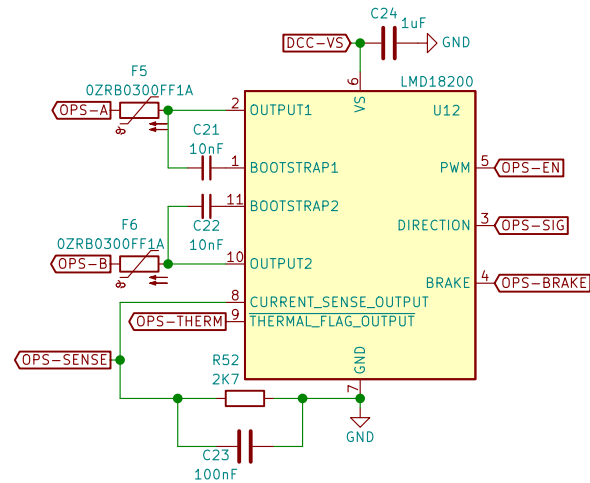 C24
1uF
DCC-VS
GND
6
LMD18200
F5
VS
0ZRB0300FF1A
U12
OPS-A
2
OUTPUT1
C21
10nF
1
BOOTSTRAP1
PWM
5
OPS-EN
11
BOOTSTRAP2
F6
C22
DIRECTION
3
OPS-SIG
0ZRB0300FF1A
10nF
OPS-B
10
OUTPUT2
BRAKE
4
OPS-BRAKE
8
CURRENT_SENSE_OUTPUT
OPS-THERM
9
THERMAL_FLAG_OUTPUT
OPS-SENSE
R52
GND
2K7
7
GND
C23
100nF